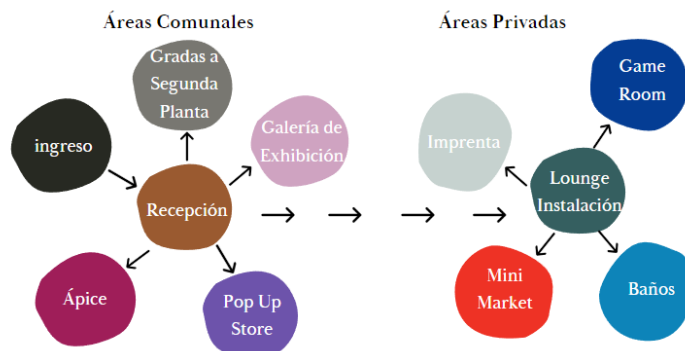 Áreas Comunales
Áreas Privadas
Gradas a
Segunda
Planta
ingreso
Galería de
Exhibición
Recepción
Ápice
Pop Up
Store
Game
Room
Imprenta
Lounge
Instalación
Mini
Market
Baños